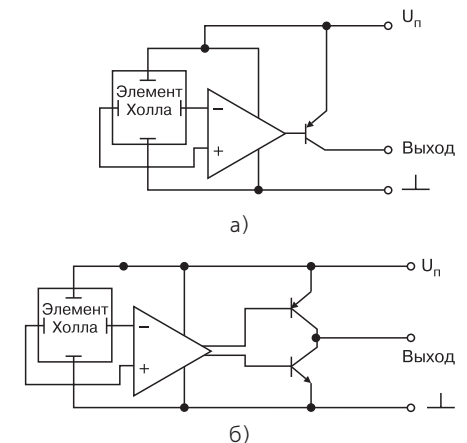 Uп
Элемент
Холла
−
+
Выход
⊥
а)
Uп
Элемент
Холла
−
+
Выход
⊥
б)